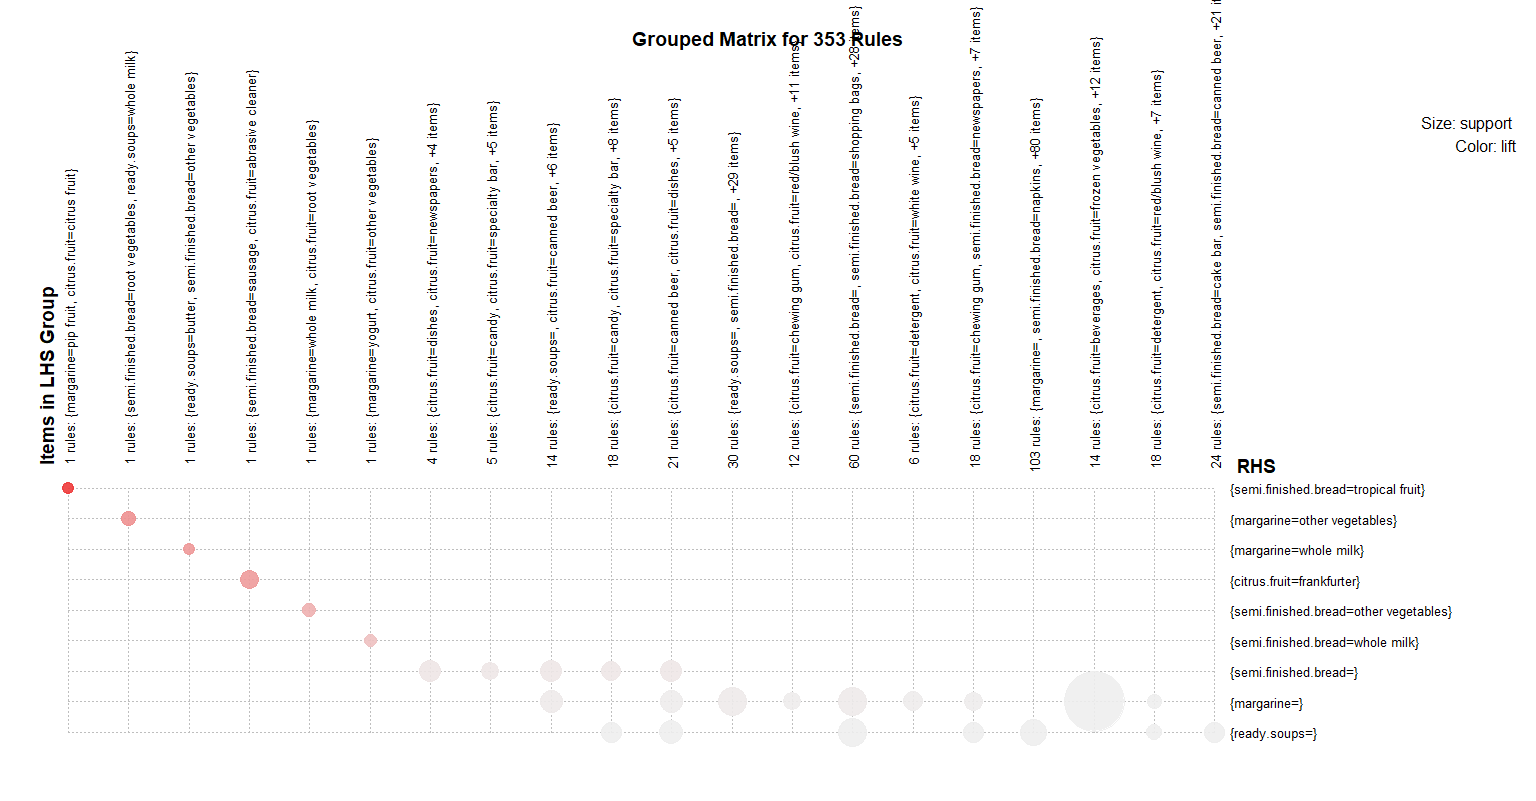 Grouped Matrix for 353 Rules
Size: support
Color: lift
Items in LHS Group
1 rules: {margarine=pip fruit, citrus.fruit=citrus fruit}
1 rules: {semi.finished.bread=root vegetables, ready.soups=whole milk}
1 rules: {ready.soups=butter, semi.finished.bread=other vegetables}
1 rules: {semi.finished.bread=sausage, citrus.fruit=abrasive cleaner}
1 rules: {margarine=whole milk, citrus.fruit=root vegetables}
1 rules: {margarine=yogurt, citrus.fruit=other vegetables}
4 rules: {citrus.fruit=dishes, citrus.fruit=newspapers, +4 items}
5 rules: {citrus.fruit=candy, citrus.fruit=specialty bar, +5 items}
14 rules: {ready.soups=, citrus.fruit=canned beer, +6 items}
18 rules: {citrus.fruit=candy, citrus.fruit=specialty bar, +8 items}
21 rules: {citrus.fruit=canned beer, citrus.fruit=dishes, +5 items}
30 rules: {ready.soups=, semi.finished.bread=, +29 items}
12 rules: {citrus.fruit=chewing gum, citrus.fruit=red/blush wine, +11 items}
60 rules: {semi.finished.bread=, semi.finished.bread=shopping bags, +28 items}
6 rules: {citrus.fruit=detergent, citrus.fruit=white wine, +5 items}
18 rules: {citrus.fruit=chewing gum, semi.finished.bread=newspapers, +7 items}
103 rules: {margarine=, semi.finished.bread=napkins, +80 items}
14 rules: {citrus.fruit=beverages, citrus.fruit=frozen vegetables, +12 items}
18 rules: {citrus.fruit=detergent, citrus.fruit=red/blush wine, +7 items}
24 rules: {semi.finished.bread=cake bar, semi.finished.bread=canned beer, +21
RHS
{semi.finished.bread=tropical fruit}
{margarine=other vegetables}
{margarine=whole milk}
{citrus.fruit=frankfurter}
{semi.finished.bread=other vegetables}
{semi.finished.bread=whole milk}
{semi.finished.bread=}
{margarine=}
{ready.soups=}